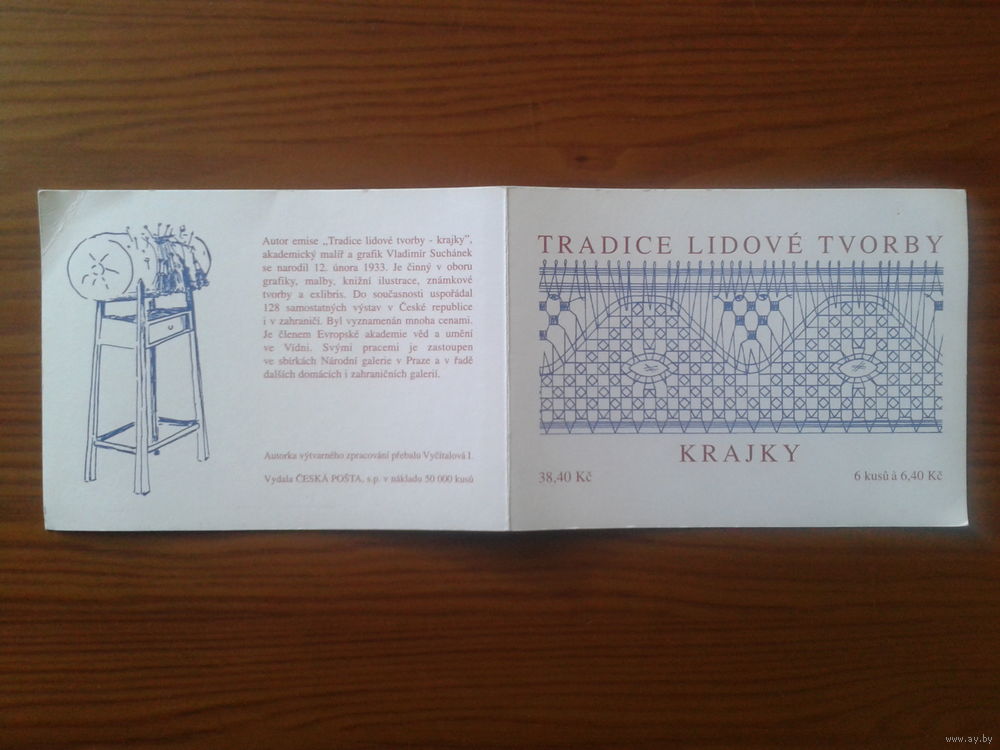 Autor emise „Tradice lidové tvorby - krajky",
akademický malíř a grafik Vladimír Suchánek
se narodil 12. února 1933. Je činný v oboru
grafiky, malby, knižní ilustrace, známkové
tvorby a exlibris. Do současnosti uspořádal
128 samostatných výstav v České republice
i v zahraničí. Byl vyznamenán mnoha cenami.
Je členem Evropské akademie věd a umění
ve Vídni. Svými pracemi je zastoupen
ve sbírkách Národní galerie v Praze a v řadě
dalších domácích i zahraničních galerií.
Autorka výtvarného zpracování přebalu Vyčítalová I.
Vydala ČESKÁ POŠTA, s.p. v nákladu 50 000 kusů
TRADICE LIDOVÉ TVORBY
KRAJKY
38,40 Kč
6 kusů à 6,40 Kč
www.ay.by